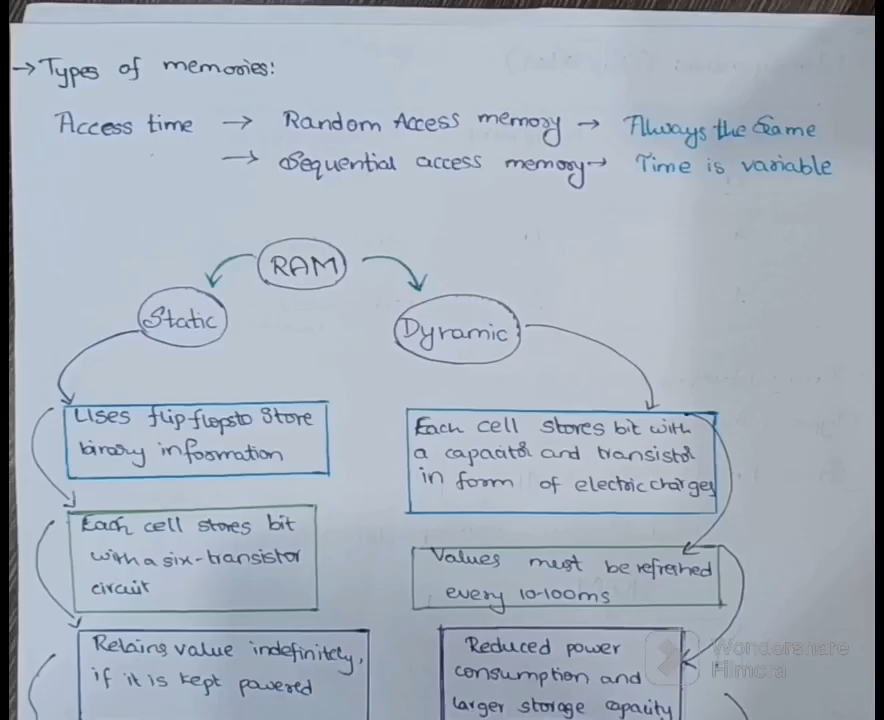 → Types of memories:
Access time → Random Access memory → Always the same
→ Sequential access memory → Time is variable
RAM
Static
Dynamic
Uses flipflops to store
binary information
Each cell stores bit
with a six-transistor
circuit
Retains value indefinitely,
if it is kept powered
Each cell stores bit with
a capacitor and transistor
in form of electric charges
Values must be refreshed
every 10-100ms
Reduced power
consumption and
larger storage capacity
Wondershare
Filmora